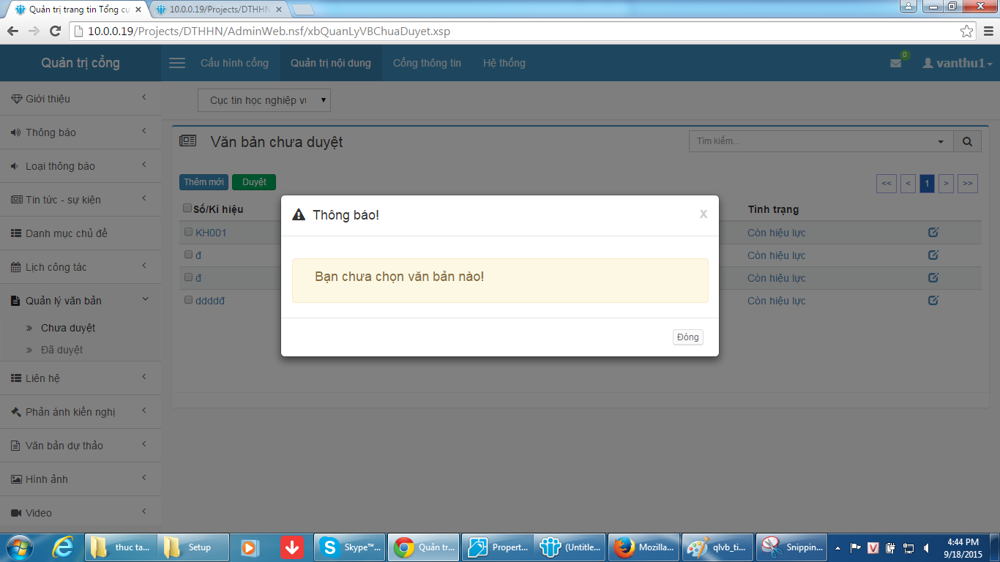 Quản trị trang tin Tổng cụ
10.0.0.19/Projects/DTHHN
10.0.0.19/Projects/DTHHN/AdminWeb.nsf/xbQuanLyVBChuaDuyet.xsp
Quản trị cổng
Cấu hình cổng
Quản trị nội dung
Cổng thông tin
Hệ thống
0
vanthu1
Giới thiệu
Thông báo
Loại thông báo
Tin tức - sự kiện
Danh mục chủ đề
Lịch công tác
Quản lý văn bản
Chưa duyệt
Đã duyệt
Liên hệ
Phản ánh kiến nghị
Văn bản dự thảo
Hình ảnh
Video
Cục tin học nghiệp vụ
Văn bản chưa duyệt
Tìm kiếm...
Thêm mới
Duyệt
<< < 1 > >>
Số/Kí hiệu
Tình trạng
KH001
Còn hiệu lực
đ
Còn hiệu lực
đ
Còn hiệu lực
ddddđ
Còn hiệu lực
Thông báo!
x
Bạn chưa chọn văn bản nào!
Đóng
thuc ta...
Setup
Skype™...
Quản tr...
Propert...
(Untitle...
Mozilla...
qlvb_ti...
Snippin...
4:44 PM
9/18/2015